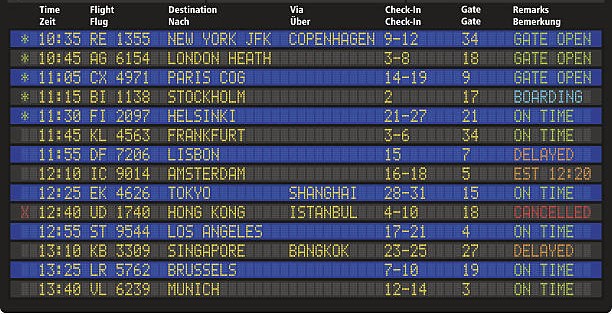 Time Flight Destination Via Check-In Gate Remarks
Zeit Flug Nach Über Check-In Gate Bemerkung
* 10:35 RE 1355 NEW YORK JFK COPENHAGEN 9-12 34 GATE OPEN
* 10:45 AG 6154 LONDON HEATH 3-8 18 GATE OPEN
* 11:05 CX 4971 PARIS COG 14-19 9 GATE OPEN
* 11:15 BI 1138 STOCKHOLM 2 17 BOARDING
* 11:30 FI 2097 HELSINKI 21-27 21 ON TIME
11:45 KL 4563 FRANKFURT 3-6 34 ON TIME
11:55 DF 7206 LISBON 15 7 DELAYED
12:10 IC 9014 AMSTERDAM 16-18 5 EST 12:20
12:25 EK 4626 TOKYO SHANGHAI 28-31 15 ON TIME
X 12:40 UD 1740 HONG KONG ISTANBUL 4-10 18 CANCELLED
12:55 ST 9544 LOS ANGELES 17-21 4 ON TIME
13:10 KB 3309 SINGAPORE BANGKOK 23-25 27 DELAYED
13:25 LR 5762 BRUSSELS 7-10 19 ON TIME
13:40 VL 6239 MUNICH 12-14 3 ON TIME